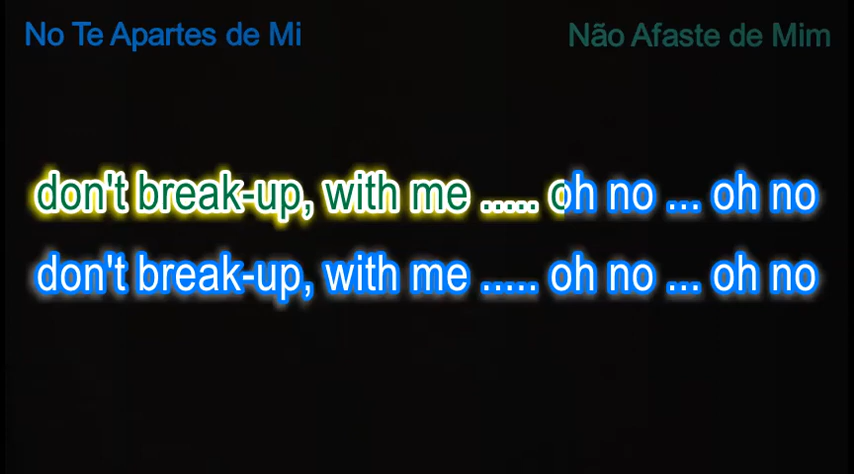 No Te Apartes de Mi
Não Afaste de Mim
don't break-up, with me ..... oh no ... oh no
don't break-up, with me ..... oh no ... oh no